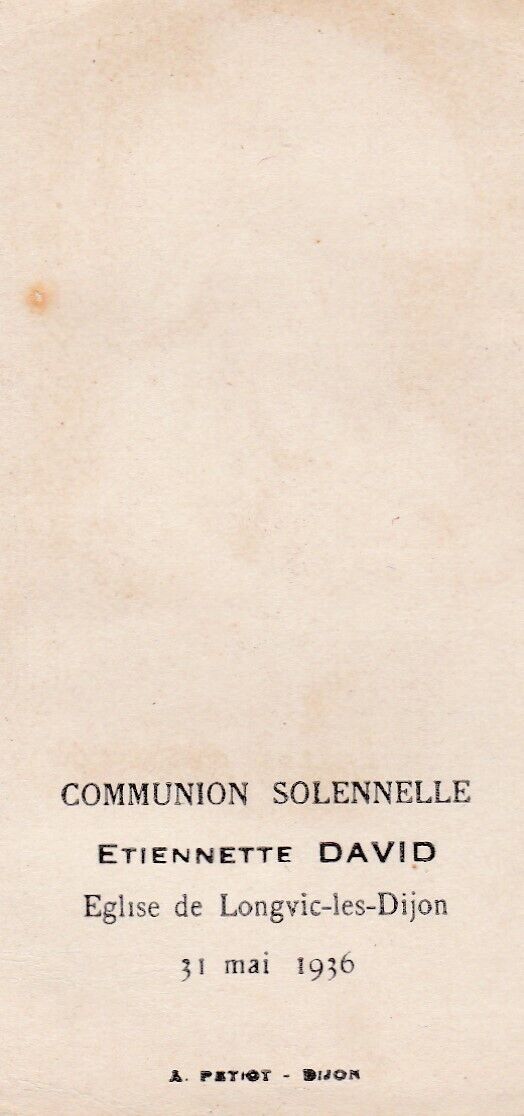 COMMUNION SOLENNELLE
ETIENNETTE DAVID
Eglise de Longvic-les-Dijon
31 mai 1936
A. PETIOT - DIJON